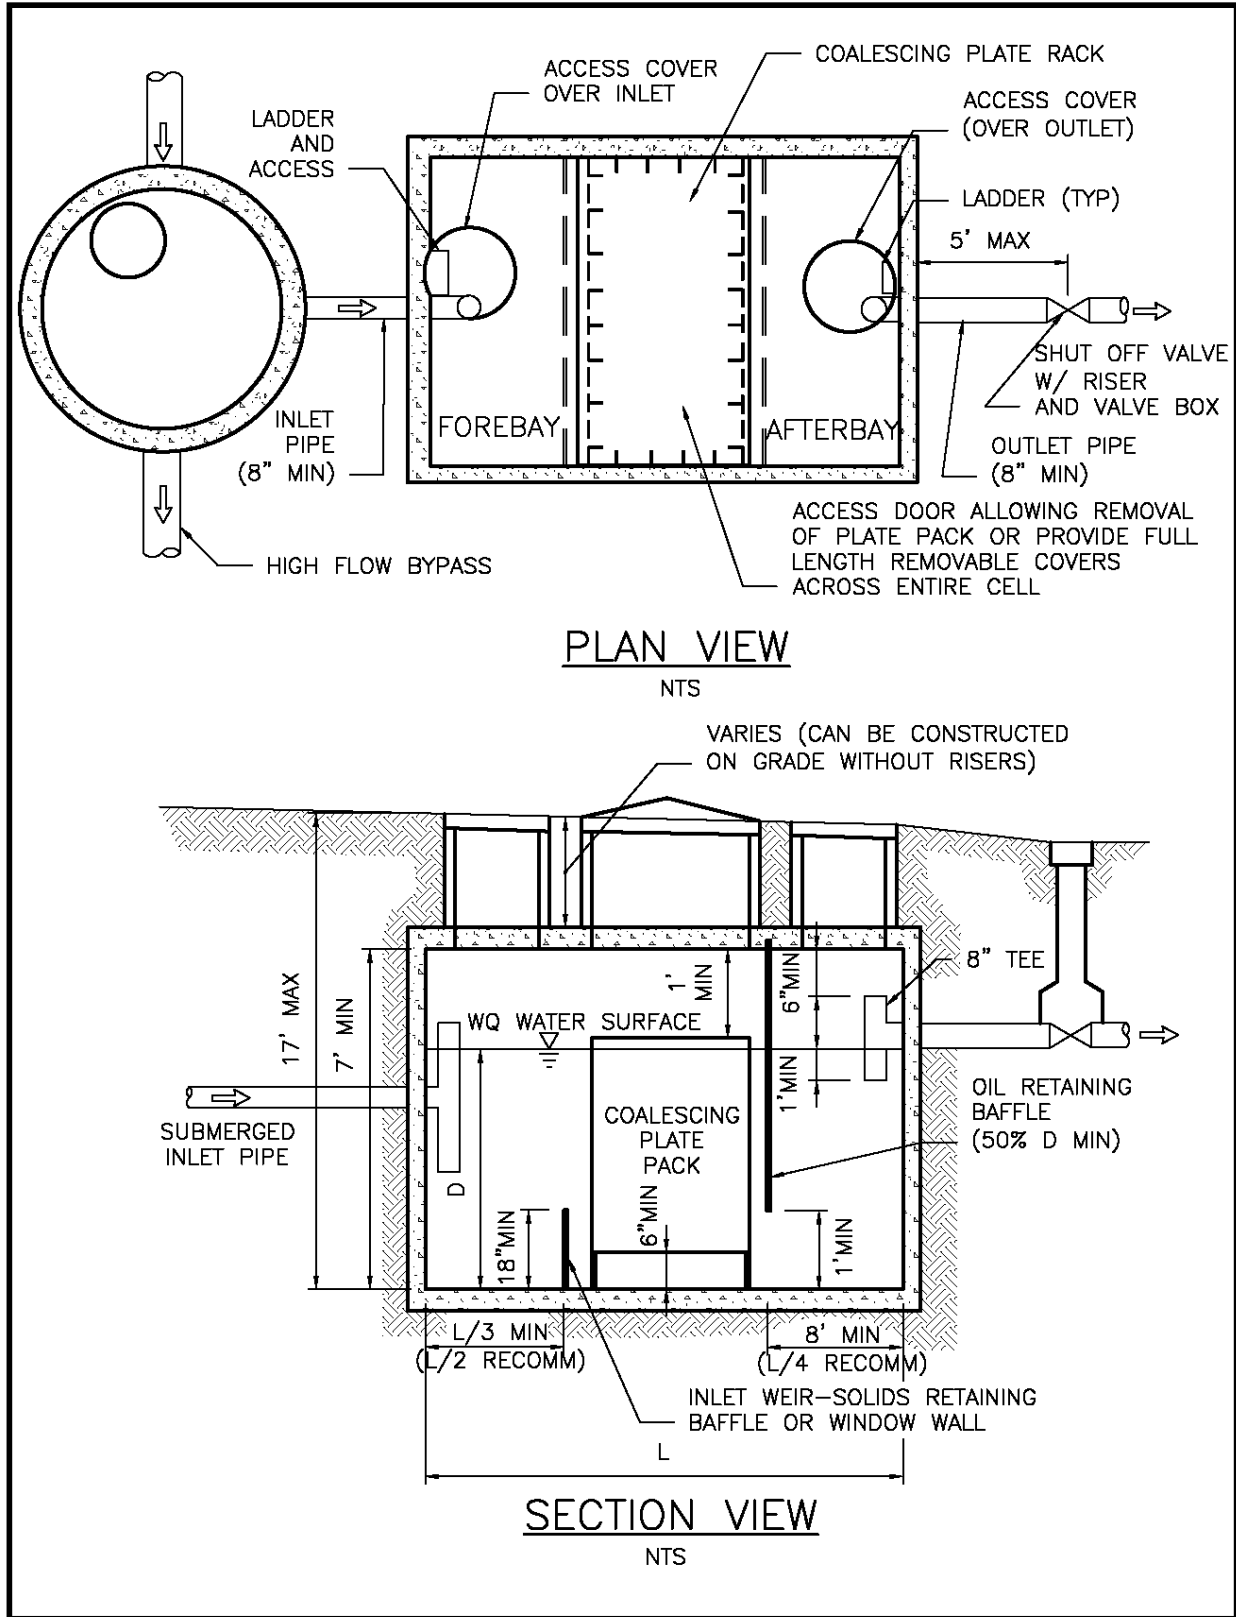 COALESCING PLATE RACK
ACCESS COVER
OVER INLET
ACCESS COVER
(OVER OUTLET)
LADDER
AND
ACCESS
LADDER (TYP)
5' MAX
SHUT OFF VALVE
W/ RISER
AND VALVE BOX
INLET
PIPE
(8" MIN)
FOREBAY
AFTERBAY
OUTLET PIPE
(8" MIN)
ACCESS DOOR ALLOWING REMOVAL
OF PLATE PACK OR PROVIDE FULL
LENGTH REMOVABLE COVERS
ACROSS ENTIRE CELL
HIGH FLOW BYPASS
PLAN VIEW
NTS
VARIES (CAN BE CONSTRUCTED
ON GRADE WITHOUT RISERS)
17' MAX
7' MIN
1'
MIN
6"MIN
8" TEE
WQ WATER SURFACE
1'MIN
SUBMERGED
INLET PIPE
D
COALESCING
PLATE
PACK
OIL RETAINING
BAFFLE
(50% D MIN)
18"MIN
6"MIN
1'MIN
L/3 MIN
(L/2 RECOMM)
8' MIN
(L/4 RECOMM)
INLET WEIR-SOLIDS RETAINING
BAFFLE OR WINDOW WALL
L
SECTION VIEW
NTS